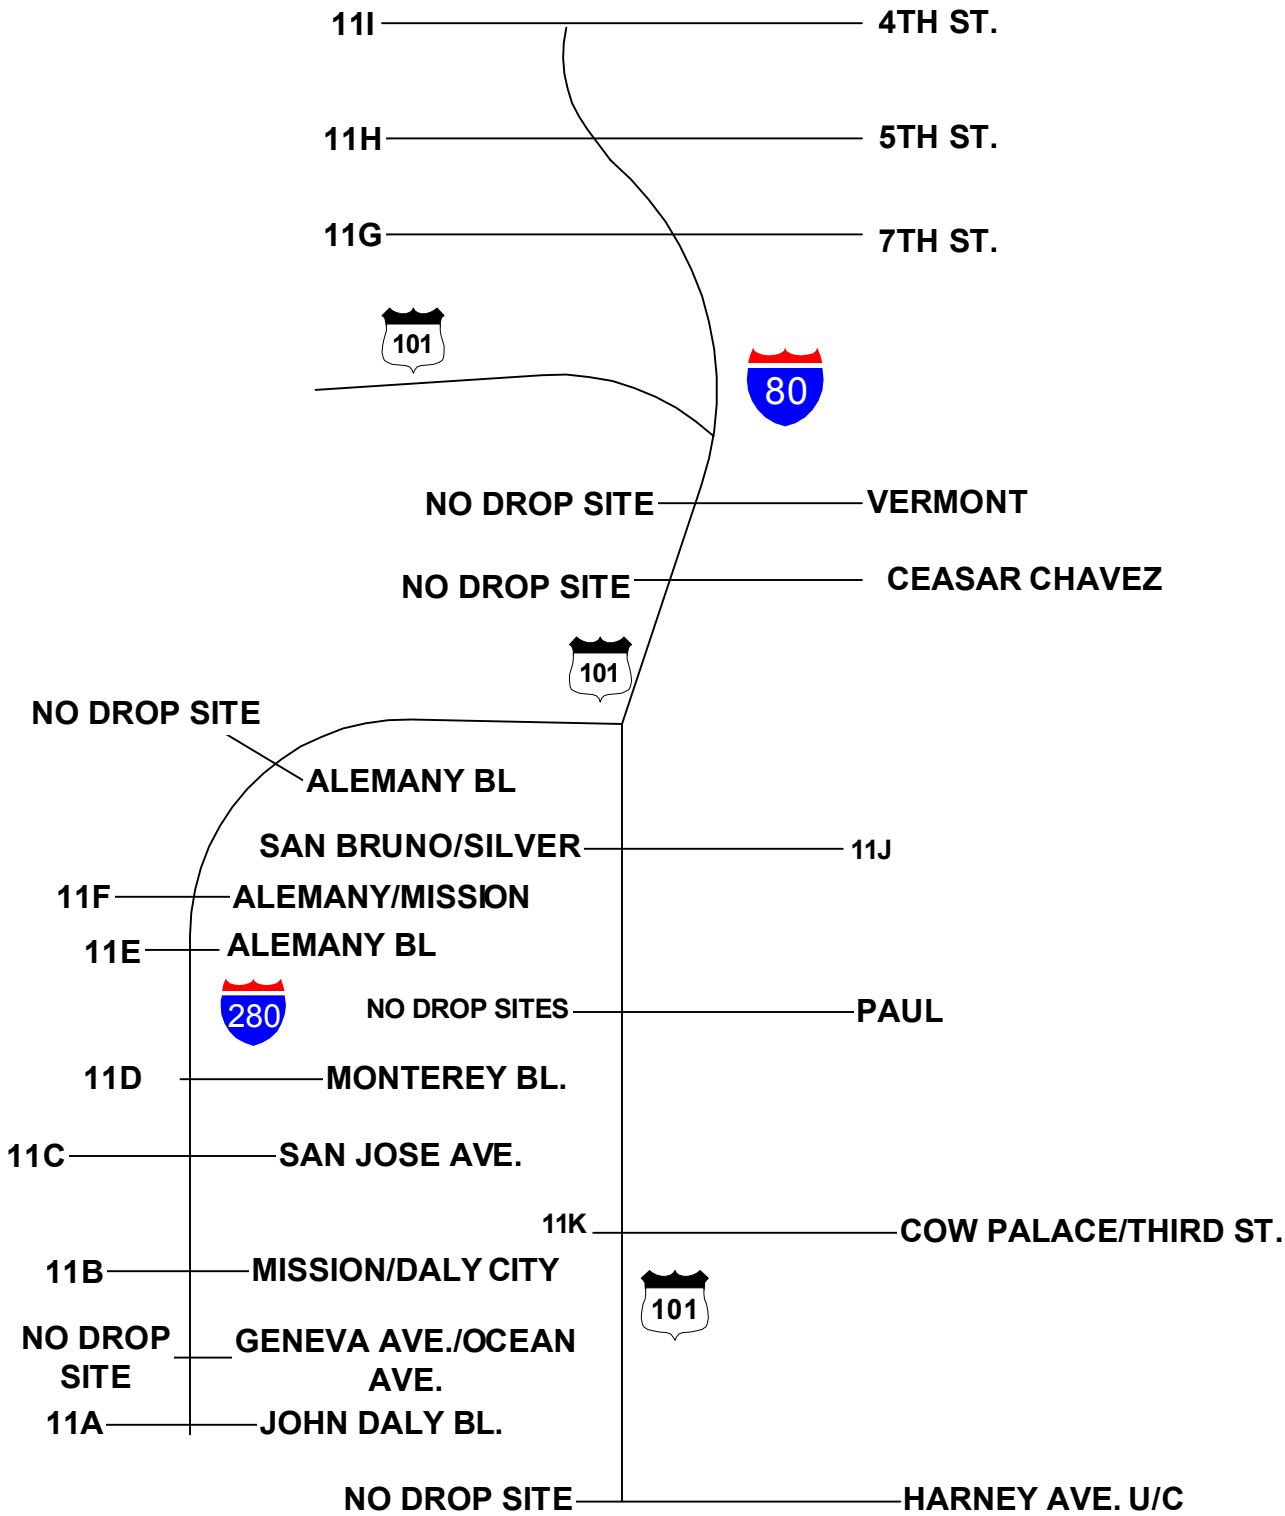 11I 4TH ST.
11H 5TH ST.
11G 7TH ST.
101
80
NO DROP SITE VERMONT
NO DROP SITE CEASAR CHAVEZ
101
NO DROP SITE
ALEMANY BL
SAN BRUNO/SILVER 11J
11F ALEMANY/MISSION
11E ALEMANY BL
280
NO DROP SITES PAUL
11D MONTEREY BL.
11C SAN JOSE AVE.
11K COW PALACE/THIRD ST.
11B MISSION/DALY CITY
101
NO DROP
SITE
GENEVA AVE./OCEAN
AVE.
11A JOHN DALY BL.
NO DROP SITE HARNEY AVE. U/C